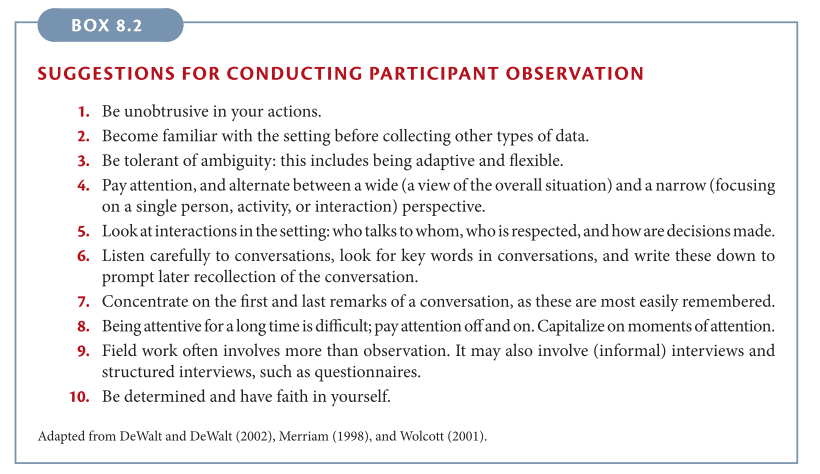 BOX 8.2
SUGGESTIONS FOR CONDUCTING PARTICIPANT OBSERVATION
1. Be unobtrusive in your actions.
2. Become familiar with the setting before collecting other types of data.
3. Be tolerant of ambiguity: this includes being adaptive and flexible.
4. Pay attention, and alternate between a wide (a view of the overall situation) and a narrow (focusing
on a single person, activity, or interaction) perspective.
5. Look at interactions in the setting: who talks to whom, who is respected, and how are decisions made.
6. Listen carefully to conversations, look for key words in conversations, and write these down to
prompt later recollection of the conversation.
7. Concentrate on the first and last remarks of a conversation, as these are most easily remembered.
8. Being attentive for a long time is difficult; pay attention off and on. Capitalize on moments of attention.
9. Field work often involves more than observation. It may also involve (informal) interviews and
structured interviews, such as questionnaires.
10. Be determined and have faith in yourself.
Adapted from DeWalt and DeWalt (2002), Merriam (1998), and Wolcott (2001).